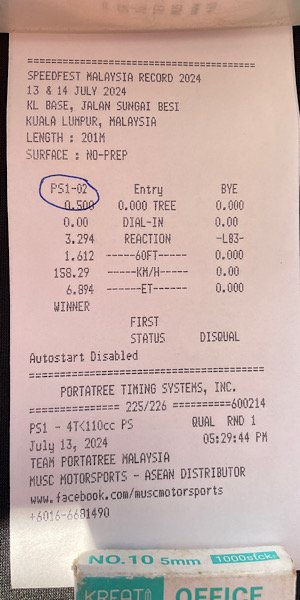 ==================================
SPEEDFEST MALAYSIA RECORD 2024
13 & 14 JULY 2024
KL BASE, JALAN SUNGAI BESI
KUALA LUMPUR, MALAYSIA
LENGTH : 201M
SURFACE : NO-PREP
==================================
PS1-02 Entry BYE
0.500 0.000 TREE 0.000
0.00 DIAL-IN 0.00
3.294 REACTION -L83-
1.612 ------60FT----- 0.000
158.29 -----KM/H----- 0.00
6.894 ------ET------ 0.000
WINNER
FIRST
STATUS DISQUAL
Autostart Disabled
==================================
PORTATREE TIMING SYSTEMS, INC.
============== 225/226 ==========600214
PS1 - 4TK110cc PS QUAL RND 1
July 13, 2024 05:29:44 PM
TEAM PORTATREE MALAYSIA
MUSC MOTORSPORTS - ASEAN DISTRIBUTOR
www.facebook.com/muscmotorsports
+6016-6681490
NO.10 5mm 1000stk
OFFICE